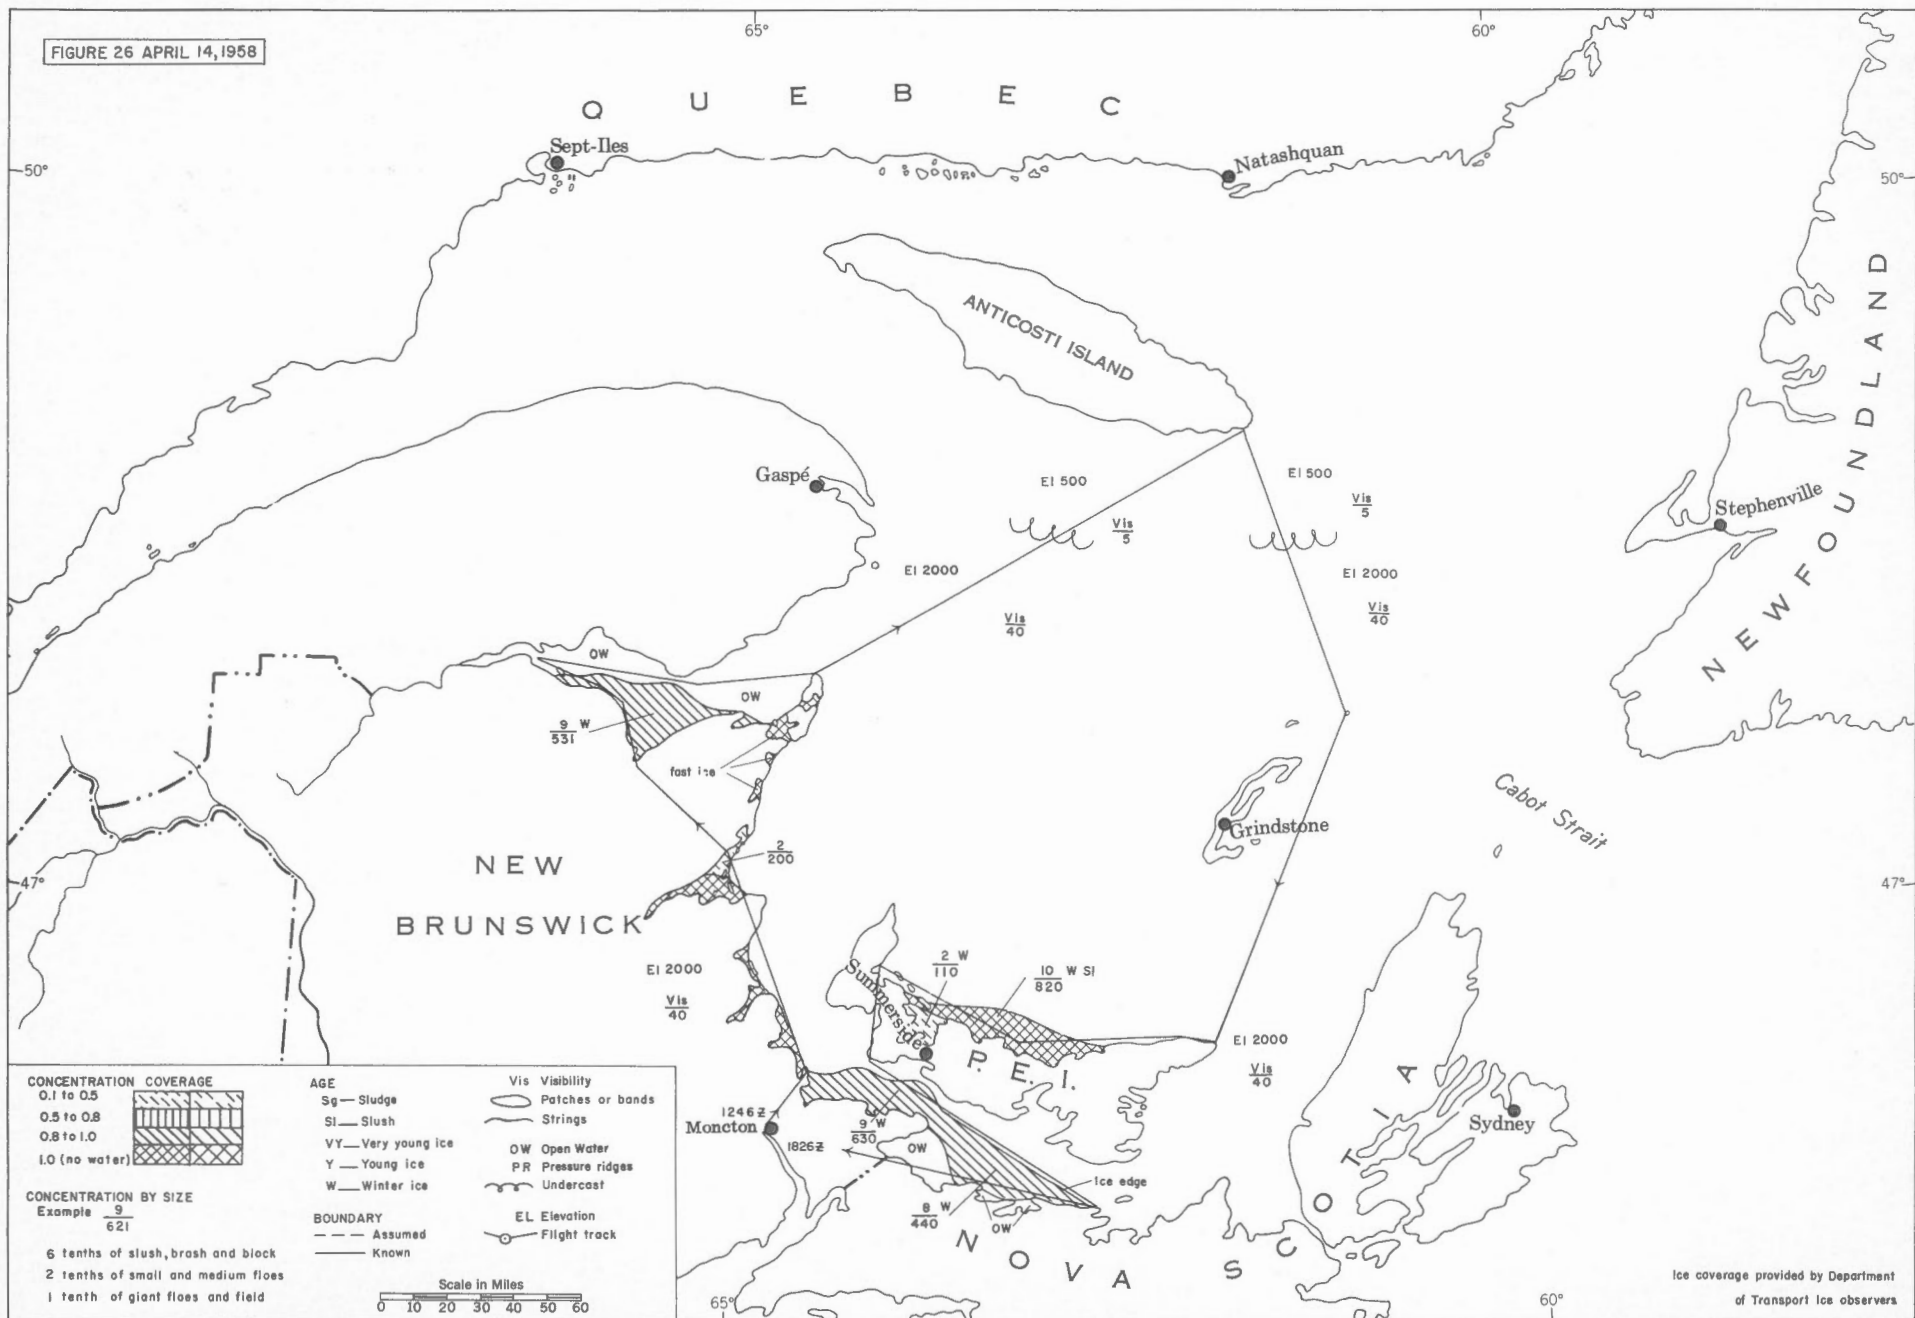 FIGURE 26 APRIL 14, 1958
65°
60°
QUEBEC
Sept-Iles
Natashquan
50°
50°
ANTICOSTI ISLAND
NEWFOUNDLAND
Gaspé
El 500
Vis
5
El 500
Vis
5
Stephenville
El 2000
Vis
40
El 2000
Vis
40
OW
OW
9 W
531
fast ice
Grindstone
Cabot Strait
2
200
NEW
BRUNSWICK
47°
47°
El 2000
Vis
40
Summerside
2 W
110
10 W Sl
820
P.E.I.
El 2000
Vis
40
1246Z
Moncton
1826Z
9 W
630
OW
Ice edge
8 W
440
OW
NOVA SCOTIA
Sydney
CONCENTRATION COVERAGE
0.1 to 0.5
0.5 to 0.8
0.8 to 1.0
1.0 (no water)
CONCENTRATION BY SIZE
Example 9
621
6 tenths of slush, brash and block
2 tenths of small and medium floes
1 tenth of giant floes and field
AGE
Sg — Sludge
Sl — Slush
VY — Very young ice
Y — Young ice
W — Winter ice
BOUNDARY
Assumed
Known
Vis Visibility
Patches or bands
Strings
OW Open Water
PR Pressure ridges
Undercast
EL Elevation
Flight track
Scale in Miles
0 10 20 30 40 50 60
65°
60°
Ice coverage provided by Department
of Transport Ice observers